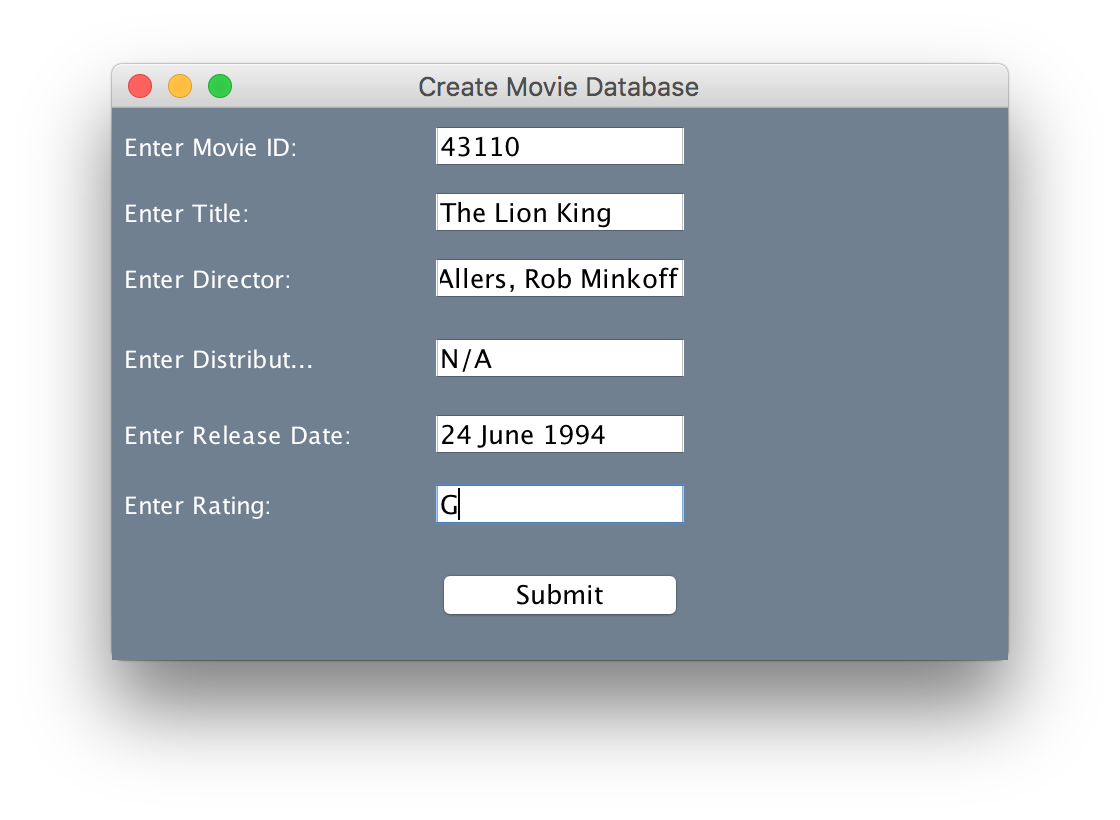 Create Movie Database
Enter Movie ID: 43110
Enter Title: The Lion King
Enter Director: Allers, Rob Minkoff
Enter Distribut... N/A
Enter Release Date: 24 June 1994
Enter Rating: G
Submit